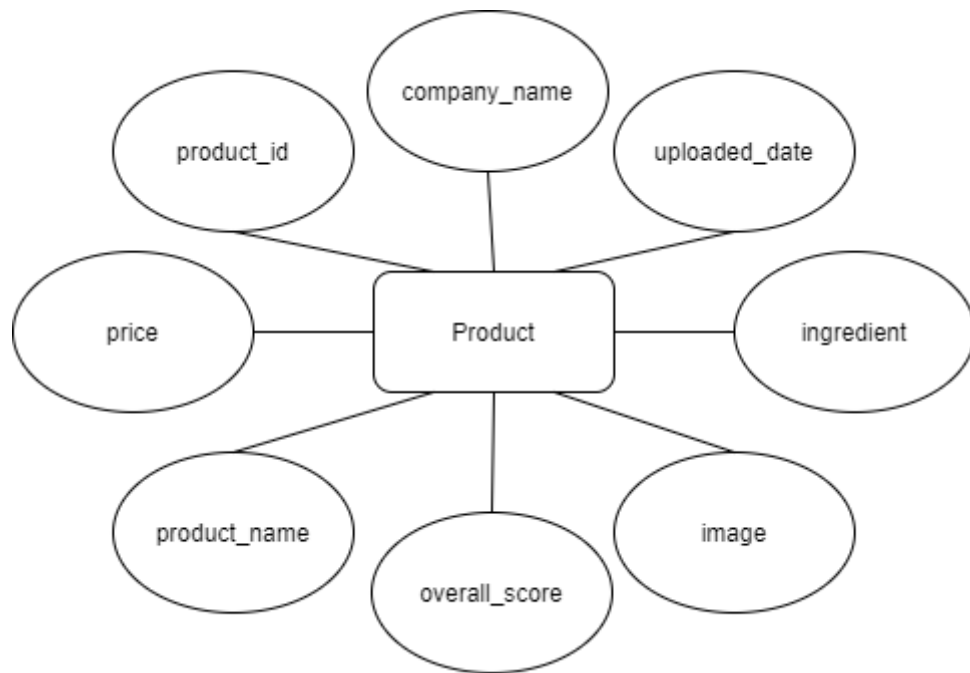 company_name
product_id
uploaded_date
price
Product
ingredient
product_name
overall_score
image